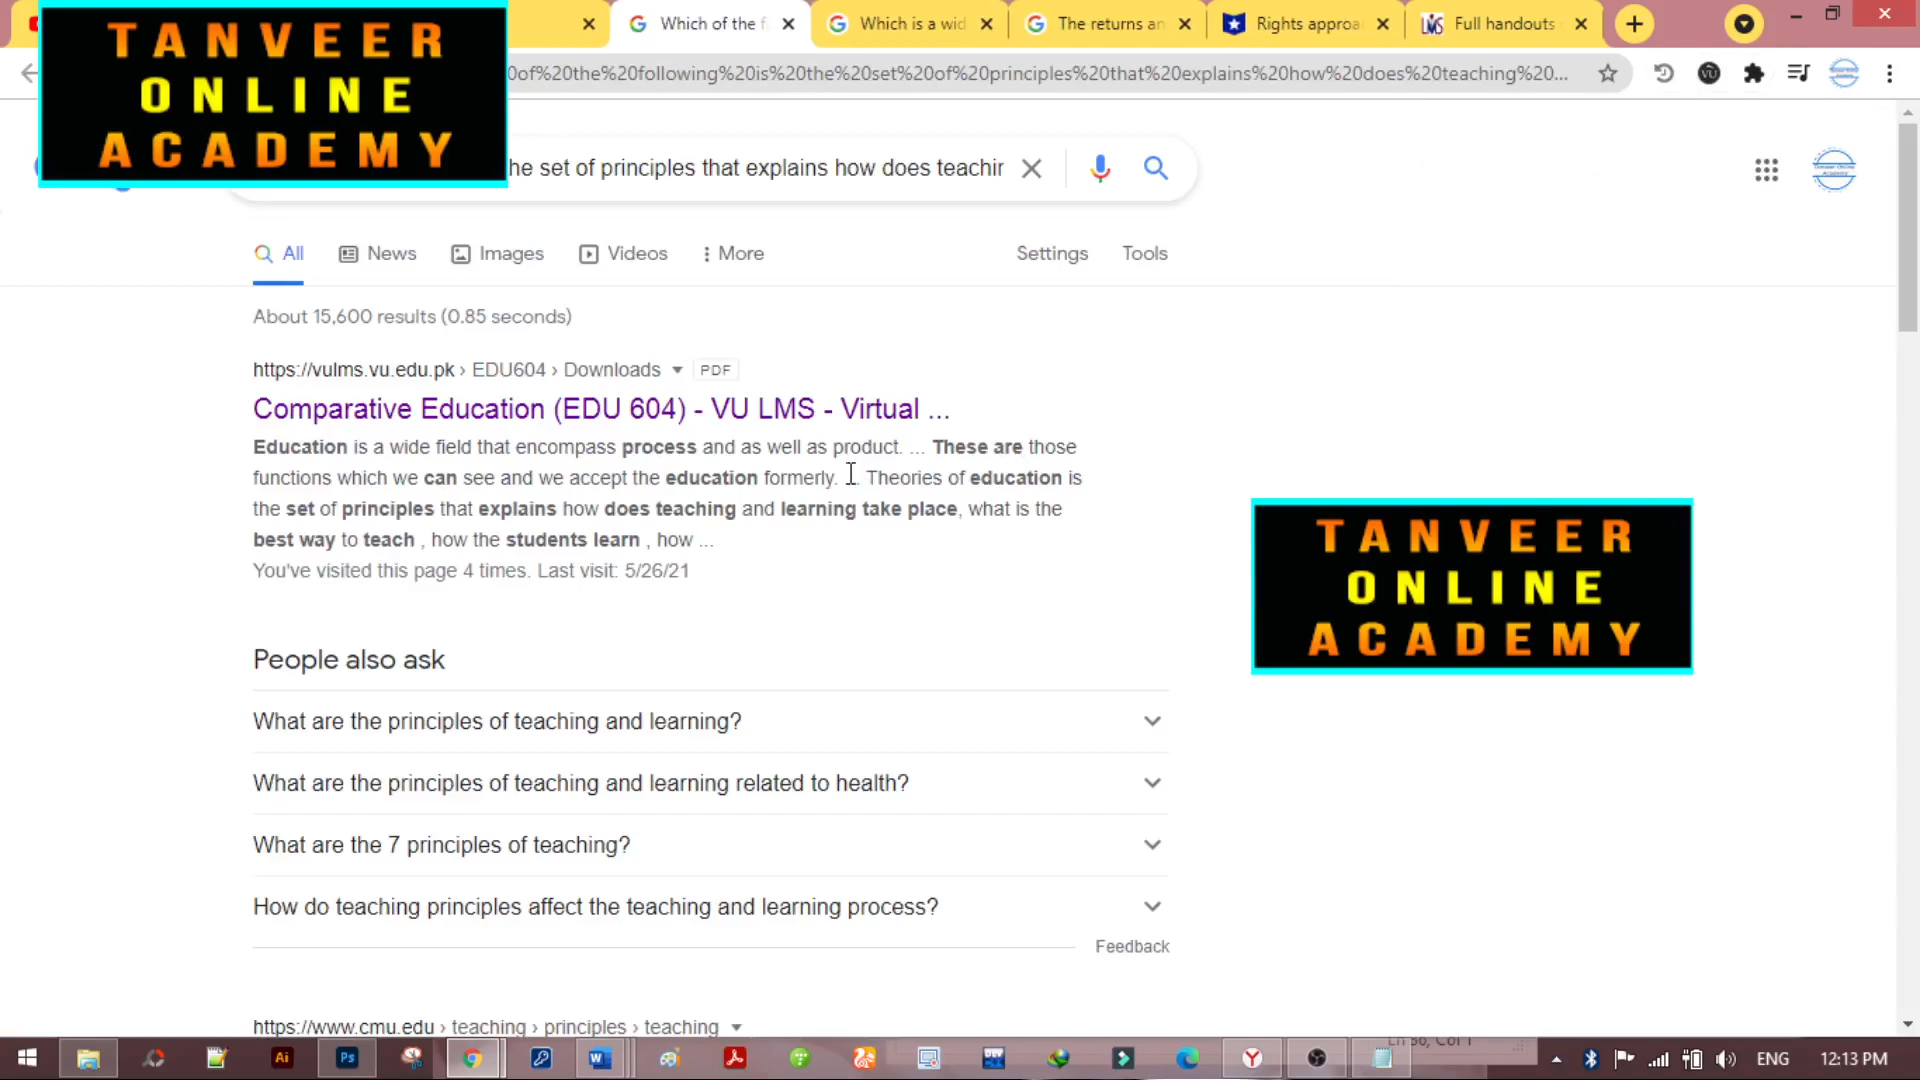 TANVEER
ONLINE
ACADEMY
Which of the f
Which is a wid
The returns an
Rights approa
Full handouts
of%20the%20following%20is%20the%20set%20of%20principles%20that%20explains%20how%20does%20teaching%20...
he set of principles that explains how does teachin
All
News
Images
Videos
More
Settings
Tools
About 15,600 results (0.85 seconds)
https://vulms.vu.edu.pk › EDU604 › Downloads
PDF
Comparative Education (EDU 604) - VU LMS - Virtual ...
Education is a wide field that encompass process and as well as product. ... These are those
functions which we can see and we accept the education formerly. ... Theories of education is
the set of principles that explains how does teaching and learning take place, what is the
best way to teach , how the students learn , how ...
You've visited this page 4 times. Last visit: 5/26/21
TANVEER
ONLINE
ACADEMY
People also ask
What are the principles of teaching and learning?
What are the principles of teaching and learning related to health?
What are the 7 principles of teaching?
How do teaching principles affect the teaching and learning process?
Feedback
https://www.cmu.edu › teaching › principles › teaching
ENG
12:13 PM